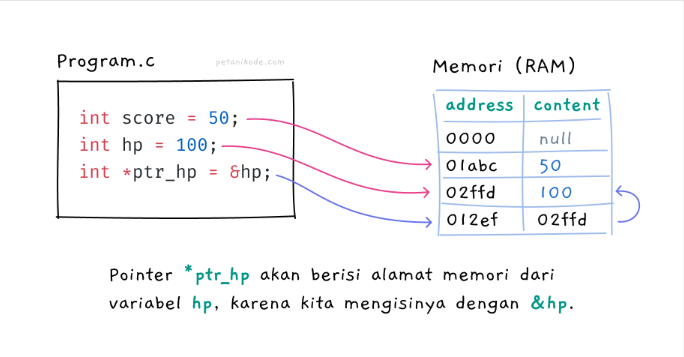 Program.c
petanikode.com
int score = 50;
int hp = 100;
int *ptr_hp = &hp;
Memori (RAM)
address content
0000 null
01abc 50
02ffd 100
012ef 02ffd
Pointer *ptr_hp akan berisi alamat memori dari
variabel hp, karena kita mengisinya dengan &hp.